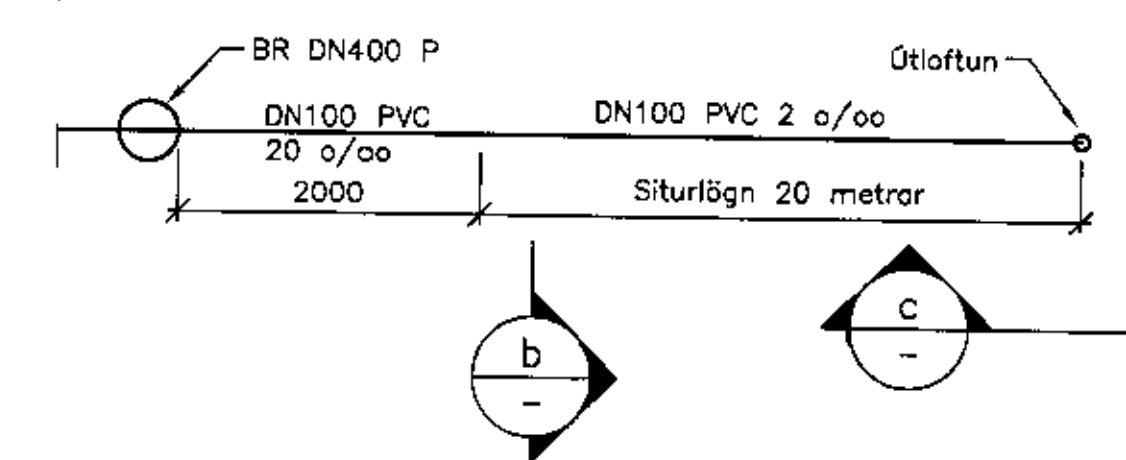 BR DN400 P
Útloftun
DN100 PVC
20 o/oo
DN100 PVC 2 o/oo
2000
Siturlögn 20 metrar
b
-
c
-